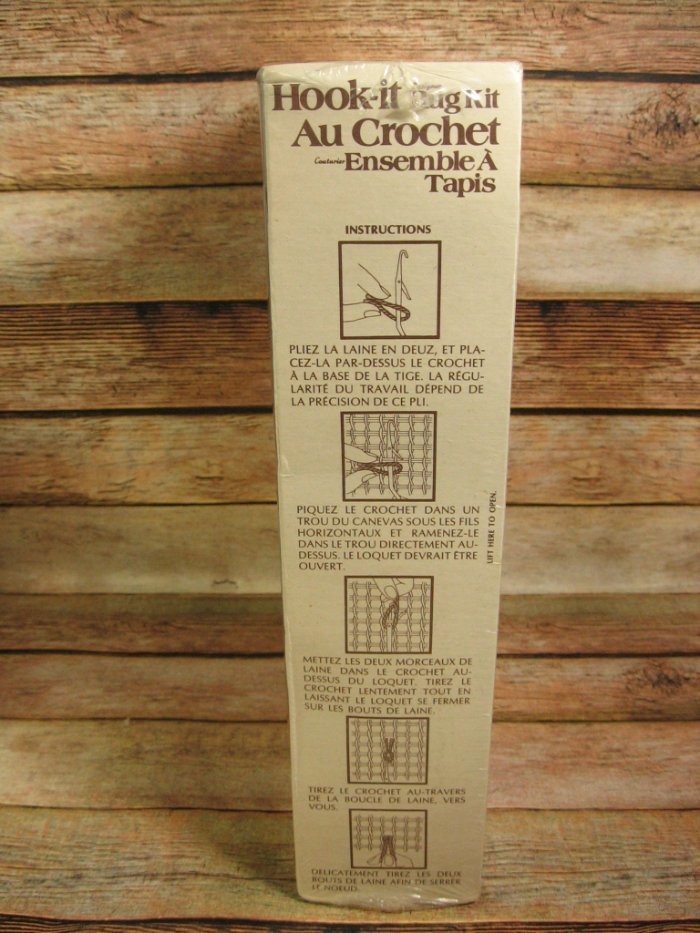 Hook-it Rug Kit
Au Crochet
Couturier Ensemble À
Tapis
INSTRUCTIONS
PLIEZ LA LAINE EN DEUZ, ET PLA-
CEZ-LA PAR-DESSUS LE CROCHET
À LA BASE DE LA TIGE. LA RÉGU-
LARITÉ DU TRAVAIL DÉPEND DE
LA PRÉCISION DE CE PLI.
PIQUEZ LE CROCHET DANS UN
TROU DU CANEVAS SOUS LES FILS
HORIZONTAUX ET RAMENEZ-LE
DANS LE TROU DIRECTEMENT AU-
DESSUS. LE LOQUET DEVRAIT ÊTRE
OUVERT.
LIFT HERE TO OPEN.
METTEZ LES DEUX MORCEAUX DE
LAINE DANS LE CROCHET AU-
DESSUS DU LOQUET. TIREZ LE
CROCHET LENTEMENT TOUT EN
LAISSANT LE LOQUET SE FERMER
SUR LES BOUTS DE LAINE.
TIREZ LE CROCHET AU-TRAVERS
DE LA BOUCLE DE LAINE, VERS
VOUS.
DÉLICATEMENT TIREZ LES DEUX
BOUTS DE LAINE AFIN DE SERRER
LE NOEUD.